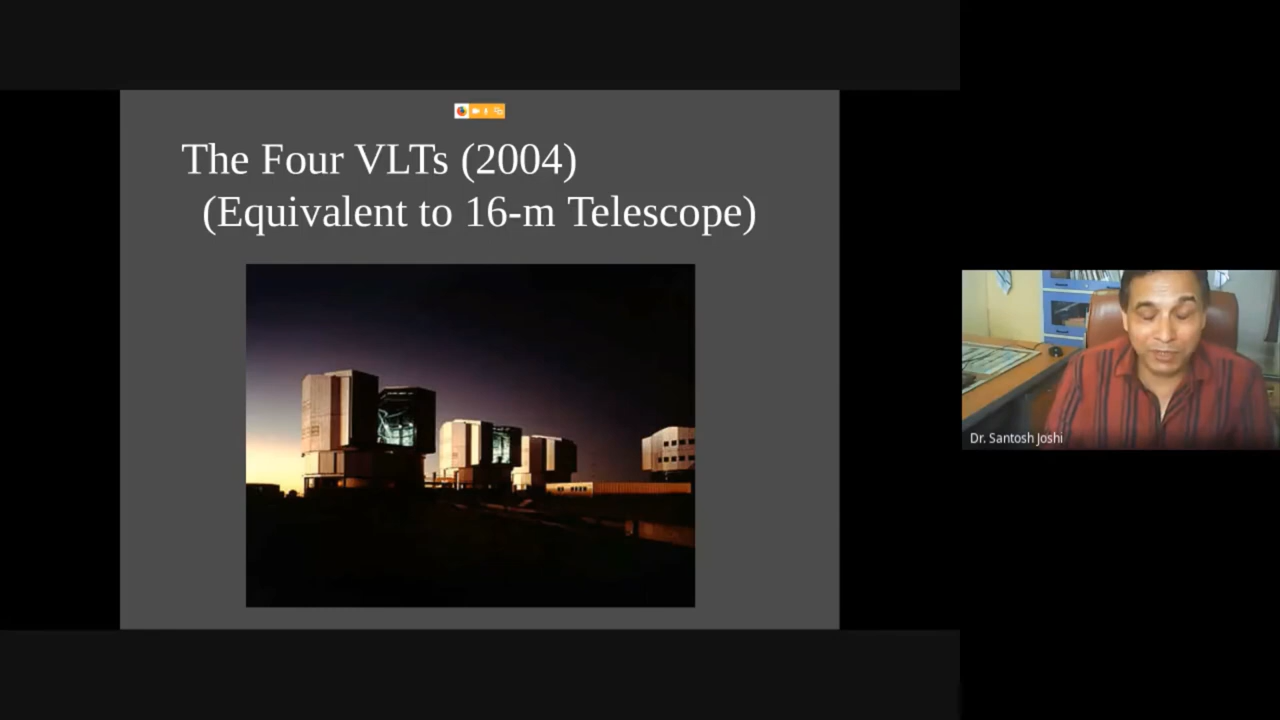 The Four VLTs (2004)
(Equivalent to 16-m Telescope)
Dr. Santosh Joshi